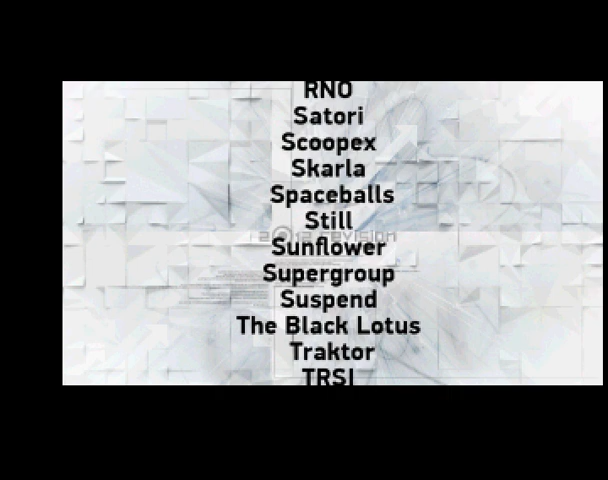 RNO
Satori
Scoopex
Skarla
Spaceballs
Still
Sunflower
Supergroup
Suspend
The Black Lotus
Traktor
TRSI